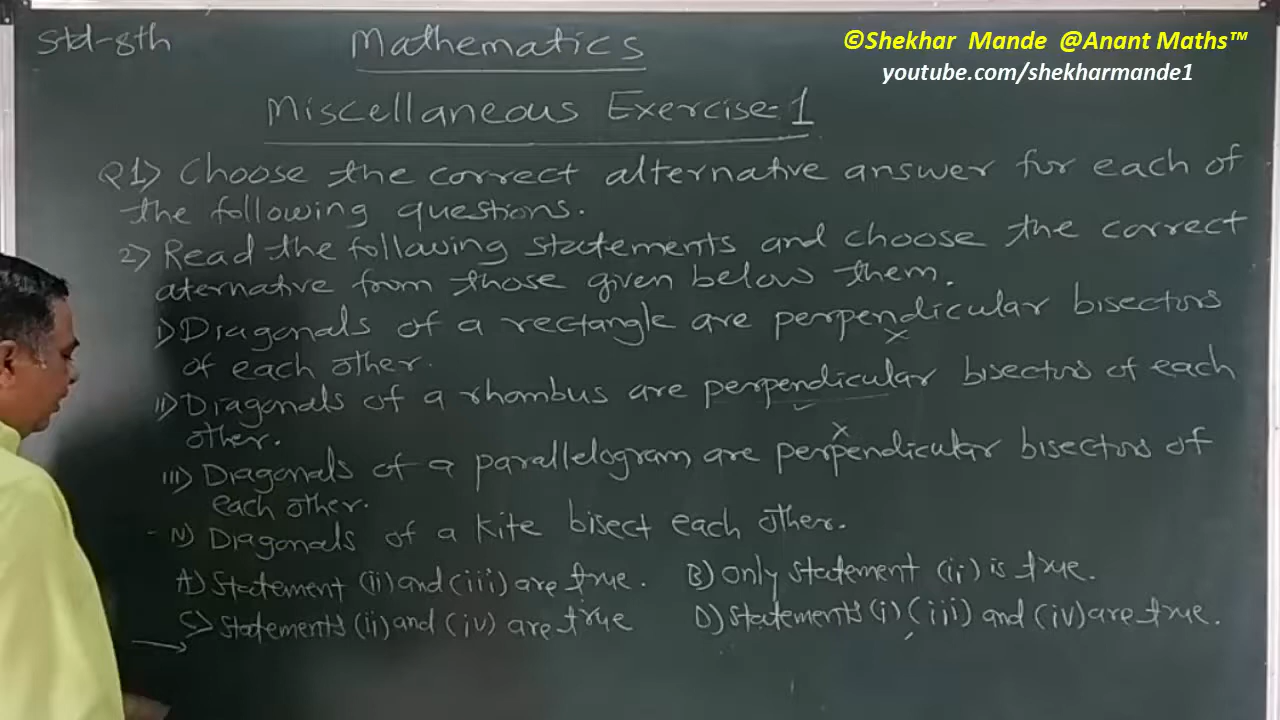 Std-8th
Mathematics
©Shekhar Mande @Anant Maths™
youtube.com/shekharmande1
Miscellaneous Exercise-1
Q1) Choose the correct alternative answer for each of
the following questions.
2) Read the following statements and choose the correct
aternative from those given below them.
i) Diagonals of a rectangle are perpendicular bisectors
of each other.
ii) Diagonals of a rhombus are perpendicular bisectors of each
other.
iii) Diagonals of a parallelogram are perpendicular bisectors of
each other.
iv) Diagonals of a kite bisect each other.
A) Statement (ii) and (iii) are true. B) Only statement (ii) is true.
C) Statements (ii) and (iv) are true D) Statements (i) (iii) and (iv) are true.